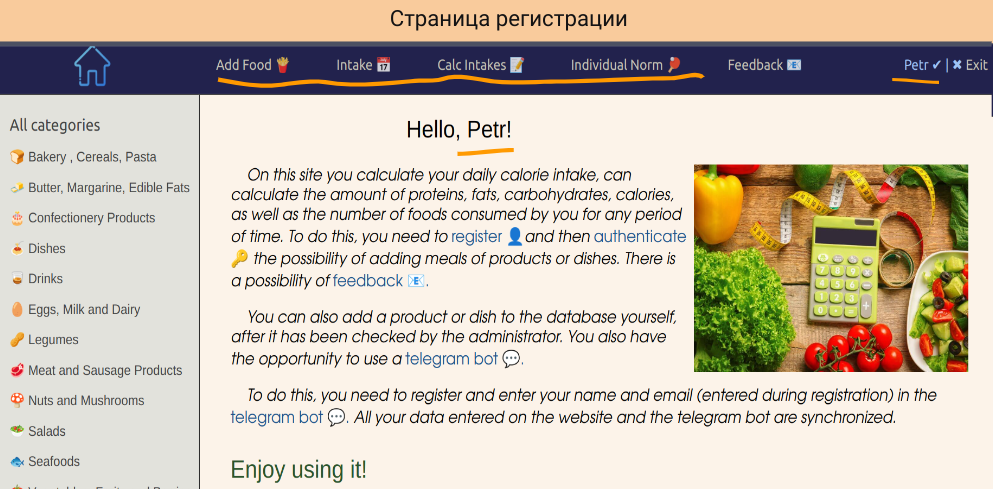 Страница регистрации
Add Food 🍟 Intake 📅 Calc Intakes 📝 Individual Norm 🏓 Feedback 📧 Petr ✔ | ✖ Exit
All categories
Bakery , Cereals, Pasta
Butter, Margarine, Edible Fats
Confectionery Products
Dishes
Drinks
Eggs, Milk and Dairy
Legumes
Meat and Sausage Products
Nuts and Mushrooms
Salads
Seafoods
Hello, Petr!
On this site you calculate your daily calorie intake, can
calculate the amount of proteins, fats, carbohydrates, calories,
as well as the number of foods consumed by you for any period
of time. To do this, you need to register 👤 and then authenticate
🔑 the possibility of adding meals of products or dishes. There is
a possibility of feedback 📧.
You can also add a product or dish to the database yourself,
after it has been checked by the administrator. You also have
the opportunity to use a telegram bot 💬.
To do this, you need to register and enter your name and email (entered during registration) in the
telegram bot 💬. All your data entered on the website and the telegram bot are synchronized.
Enjoy using it!